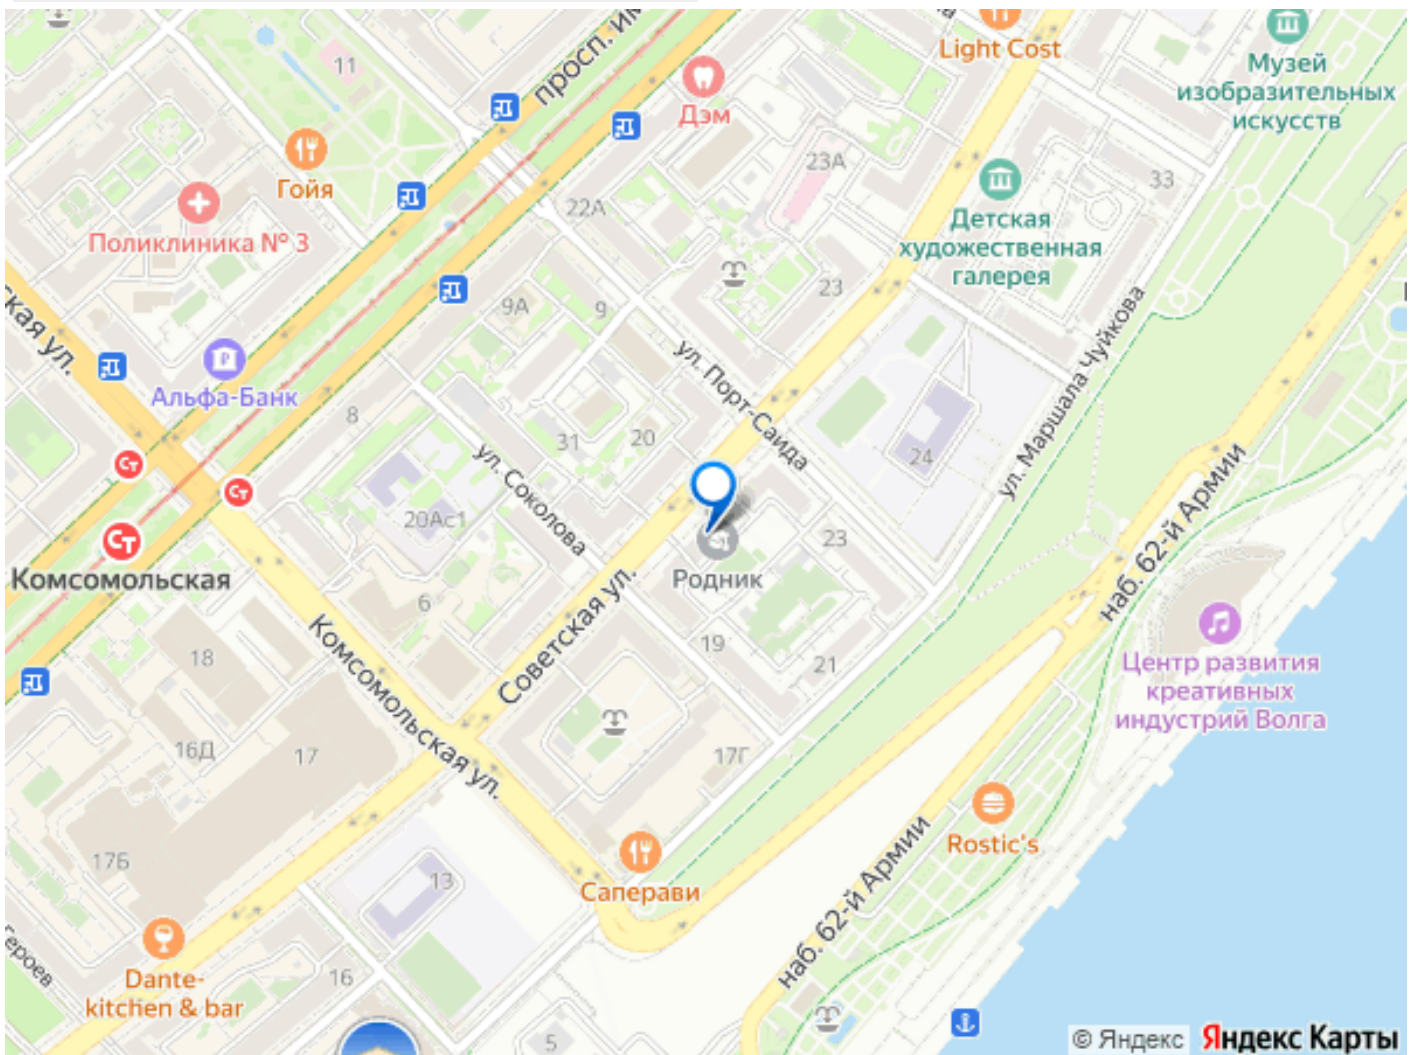 Light Cost
Музей
изобразительных
искусств
просп. им
11
Дэм
Гойя
23А
33
Детская
художественная
галерея
Поликлиника № 3
22А
23
9А
9
ская ул.
Альфа-Банк
8
ул. Порт-Саида
ул. Маршала Чуйкова
31
20
24
ул. Соколова
наб. 62-й Армии
Ст
Ст
Ст
20Ас1
Комсомольская
Родник
23
6
Советская ул.
19
21
18
Комсомольская ул.
Центр развития
креативных
индустрий Волга
16Д
17
17Г
Rostic's
17Б
13
Саперави
наб. 62-й Армии
Героев
Dante-
kitchen & bar
16
5
© Яндекс
Яндекс Карты